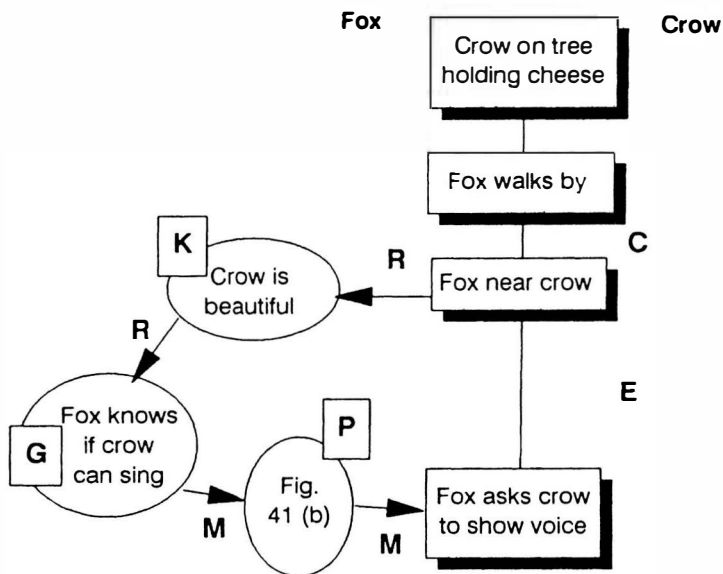 Fox
Crow
Crow on tree
holding cheese
Fox walks by
C
K
R
Fox near crow
Crow is
beautiful
R
E
Fox knows
if crow
can sing
G
P
Fig.
41 (b)
M
M
Fox asks crow
to show voice